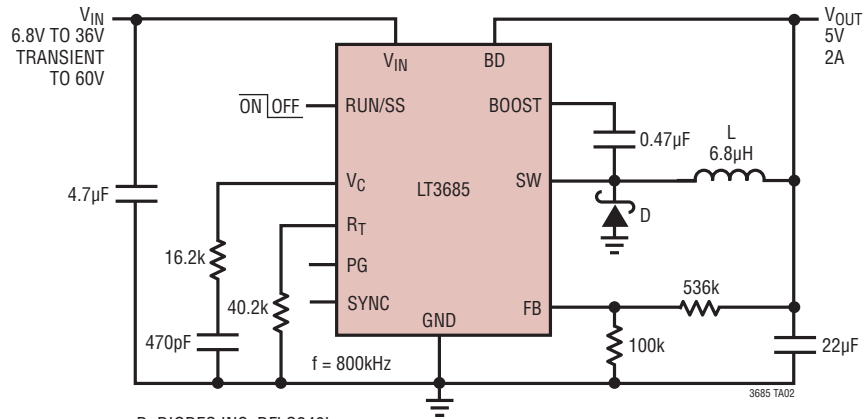 VIN
6.8V TO 36V
TRANSIENT
TO 60V
VOUT
5V
2A
VIN
BD
ON OFF
RUN/SS
BOOST
0.47µF
L
6.8µH
4.7µF
VC
LT3685
SW
D
RT
16.2k
PG
40.2k
SYNC
FB
536k
GND
470pF
f = 800kHz
100k
22µF
3685 TA02